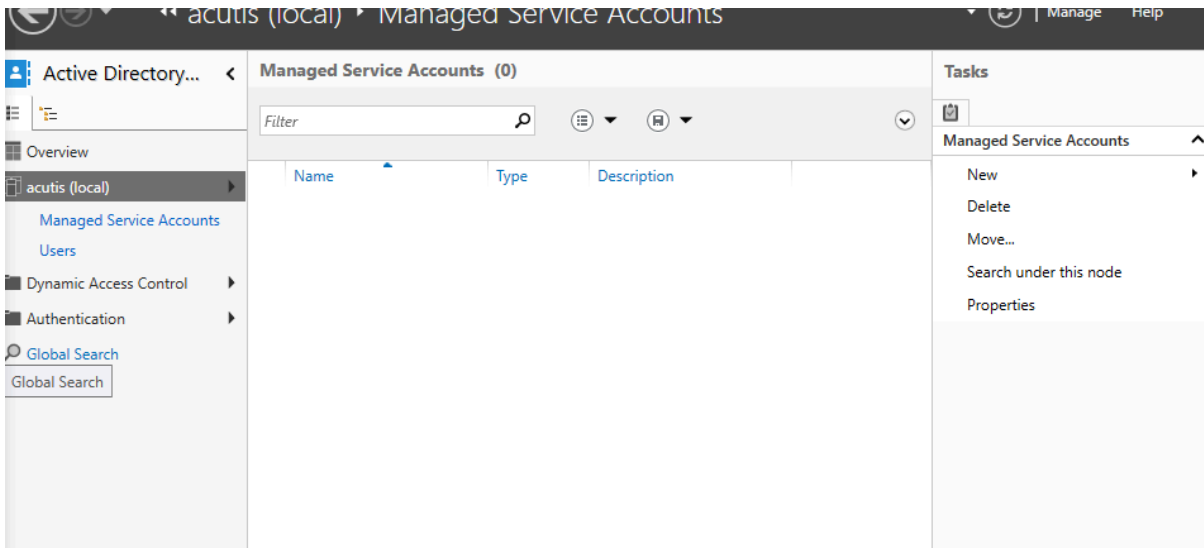 acutis (local) ‣ Managed Service Accounts
Manage Help
Active Directory...
Overview
acutis (local)
Managed Service Accounts
Users
Dynamic Access Control
Authentication
Global Search
Global Search
Managed Service Accounts (0)
Filter
Name Type Description
Tasks
Managed Service Accounts
New
Delete
Move...
Search under this node
Properties